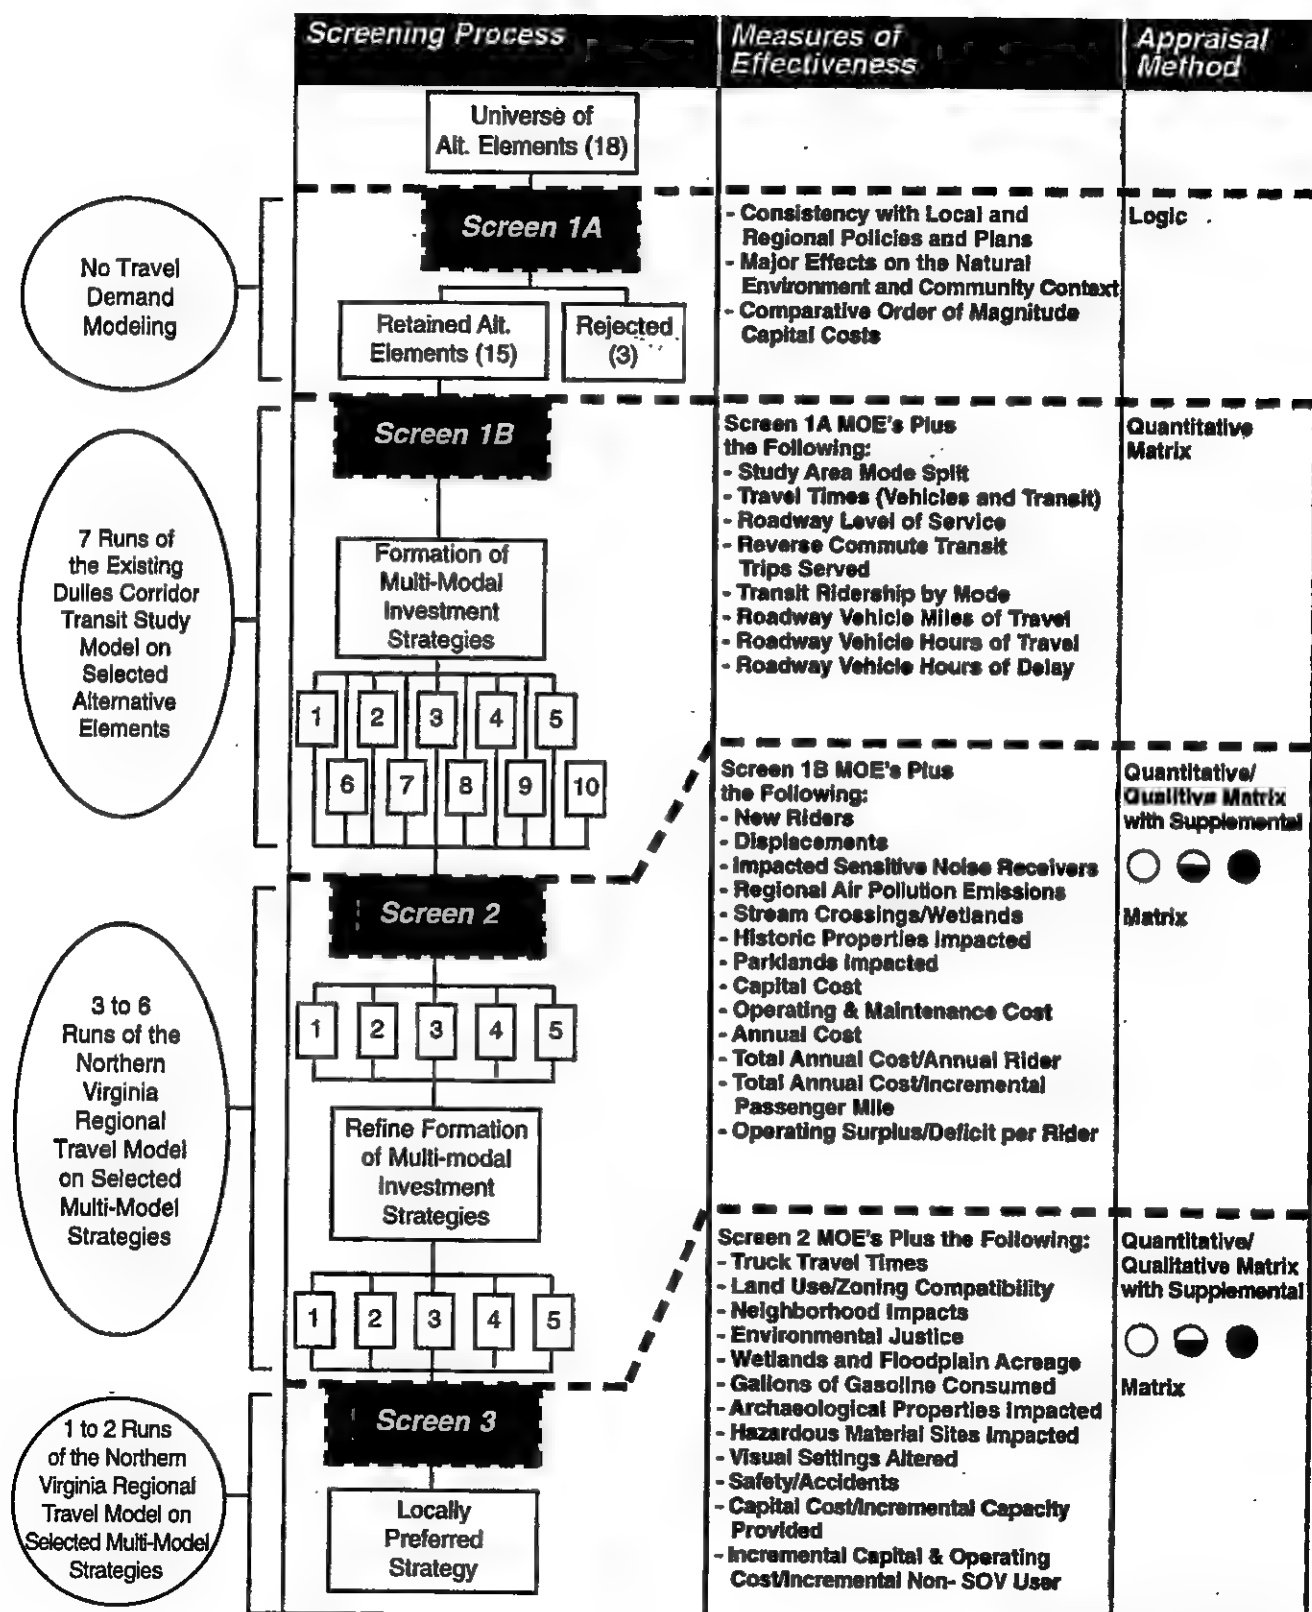 Screening Process
Measures of
Effectiveness
Appraisal
Method
Universe of
Alt. Elements (18)
No Travel
Demand
Modeling
Screen 1A
Retained Alt.
Elements (15)
Rejected
(3)
- Consistency with Local and
Regional Policies and Plans
- Major Effects on the Natural
Environment and Community Context
- Comparative Order of Magnitude
Capital Costs
Logic
7 Runs of
the Existing
Dulles Corridor
Transit Study
Model on
Selected
Alternative
Elements
Screen 1B
Formation of
Multi-Modal
Investment
Strategies
1 2 3 4 5
6 7 8 9 10
Screen 1A MOE's Plus
the Following:
- Study Area Mode Split
- Travel Times (Vehicles and Transit)
- Roadway Level of Service
- Reverse Commute Transit
Trips Served
- Transit Ridership by Mode
- Roadway Vehicle Miles of Travel
- Roadway Vehicle Hours of Travel
- Roadway Vehicle Hours of Delay
Quantitative
Matrix
3 to 6
Runs of the
Northern
Virginia
Regional
Travel Model
on Selected
Multi-Model
Strategies
Screen 2
1 2 3 4 5
Refine Formation
of Multi-modal
Investment
Strategies
1 2 3 4 5
Screen 1B MOE's Plus
the Following:
- New Riders
- Displacements
- Impacted Sensitive Noise Receivers
- Regional Air Pollution Emissions
- Stream Crossings/Wetlands
- Historic Properties Impacted
- Parklands Impacted
- Capital Cost
- Operating & Maintenance Cost
- Annual Cost
- Total Annual Cost/Annual Rider
- Total Annual Cost/Incremental
Passenger Mile
- Operating Surplus/Deficit per Rider
Quantitative/
Qualitive Matrix
with Supplemental
Matrix
1 to 2 Runs
of the Northern
Virginia Regional
Travel Model on
Selected Multi-Model
Strategies
Screen 3
Locally
Preferred
Strategy
Screen 2 MOE's Plus the Following:
- Truck Travel Times
- Land Use/Zoning Compatibility
- Neighborhood Impacts
- Environmental Justice
- Wetlands and Floodplain Acreage
- Gallons of Gasoline Consumed
- Archaeological Properties Impacted
- Hazardous Material Sites Impacted
- Visual Settings Altered
- Safety/Accidents
- Capital Cost/Incremental Capacity
Provided
- Incremental Capital & Operating
Cost/Incremental Non- SOV User
Quantitative/
Qualitative Matrix
with Supplemental
Matrix